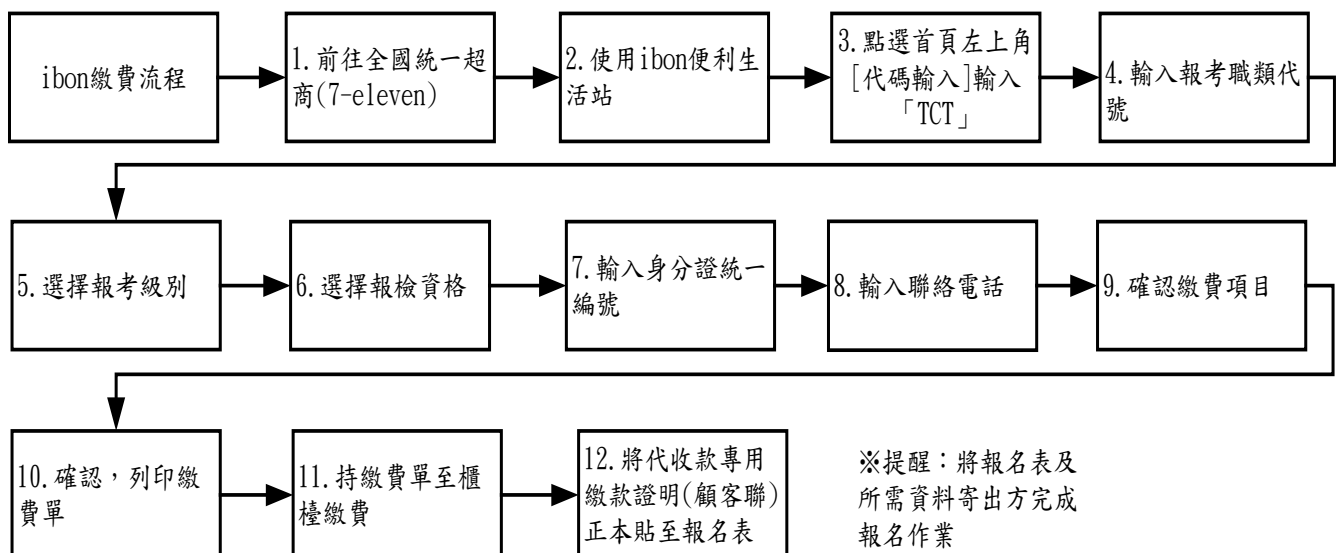 ibon繳費流程
1.前往全國統一超
商(7-eleven)
2.使用ibon便利生
活站
3.點選首頁左上角
[代碼輸入]輸入
「TCT」
4.輸入報考職類代
號
5.選擇報考級別
6.選擇報檢資格
7.輸入身分證統一
編號
8.輸入聯絡電話
9.確認繳費項目
10.確認，列印繳
費單
11.持繳費單至櫃
檯繳費
12.將代收款專用
繳款證明(顧客聯)
正本貼至報名表
※提醒：將報名表及
所需資料寄出方完成
報名作業